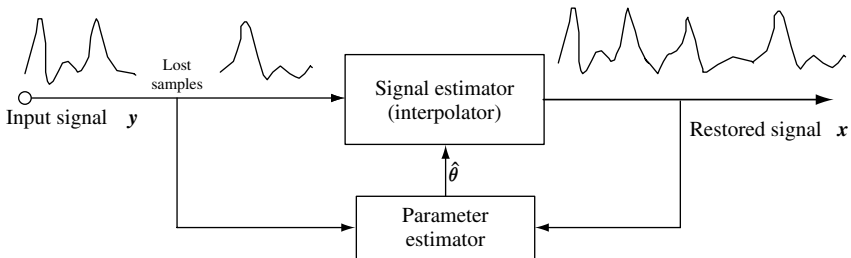 Lost
samples
Input signal y
Signal estimator
(interpolator)
Restored signal x
θ̂
Parameter
estimator